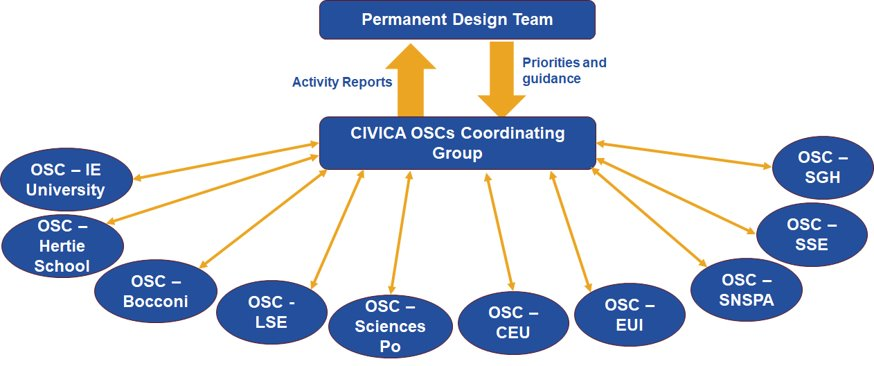 Permanent Design Team
Activity Reports
Priorities and
guidance
CIVICA OSCs Coordinating
Group
OSC – IE
University
OSC –
Hertie
School
OSC –
Bocconi
OSC -
LSE
OSC –
Sciences
Po
OSC –
CEU
OSC –
EUI
OSC –
SNSPA
OSC –
SSE
OSC –
SGH